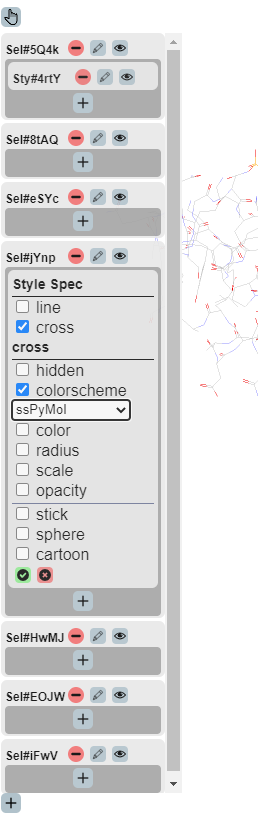 Sel#5Q4k
Sty#4rtY
Sel#8tAQ
Sel#eSYc
Sel#jYnp
Style Spec
line
cross
cross
hidden
colorscheme
ssPyMol
color
radius
scale
opacity
stick
sphere
cartoon
Sel#HwMJ
Sel#EOJW
Sel#iFwV